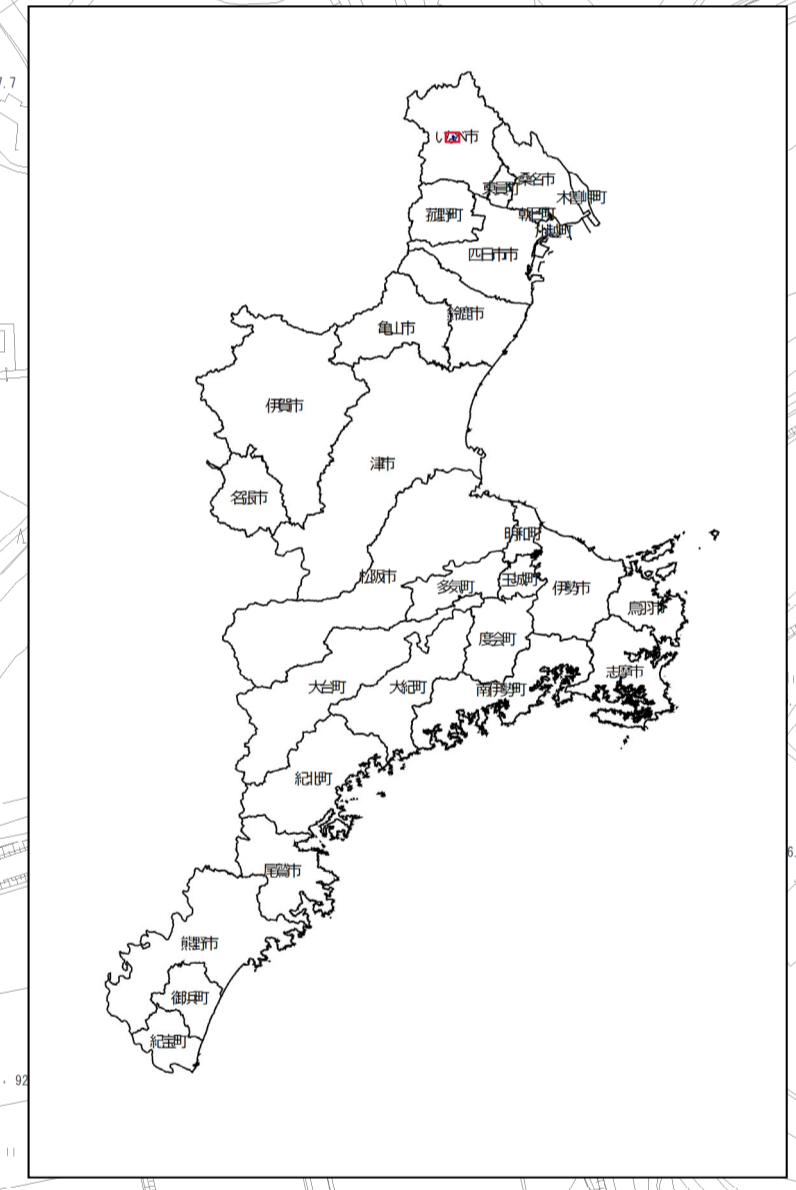 7.7
いなべ市
東員町
桑名市
木曽岬町
菰野町
朝日町
川越町
四日市市
鈴鹿市
亀山市
伊賀市
津市
名張市
明和町
松阪市
多気町
玉城町
伊勢市
鳥羽市
度会町
志摩市
大台町
大紀町
南伊勢町
紀北町
6.
尾鷲市
熊野市
御浜町
紀宝町
92